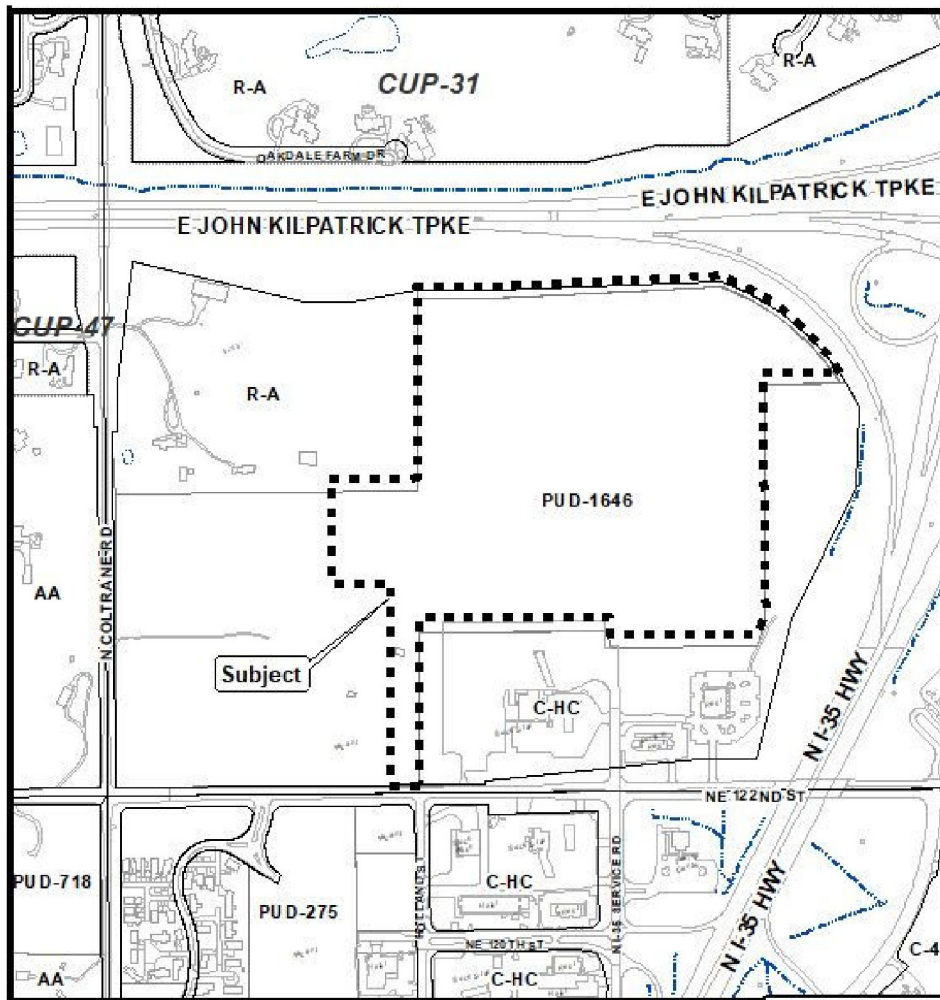 R-A
CUP-31
R-A
OAKDALE FARM DR
E JOHN KILPATRICK TPKE
E JOHN KILPATRICK TPKE
CUP-47
R-A
R-A
PUD-1646
N COLTRANE RD
AA
Subject
C-HC
N I-35 HWY
NE 122ND ST
PUD-718
PUD-275
HOLLAND ST
C-HC
N I-35 SERVICE RD
N I-35 HWY
NE 120TH ST
AA
C-HC
C-4